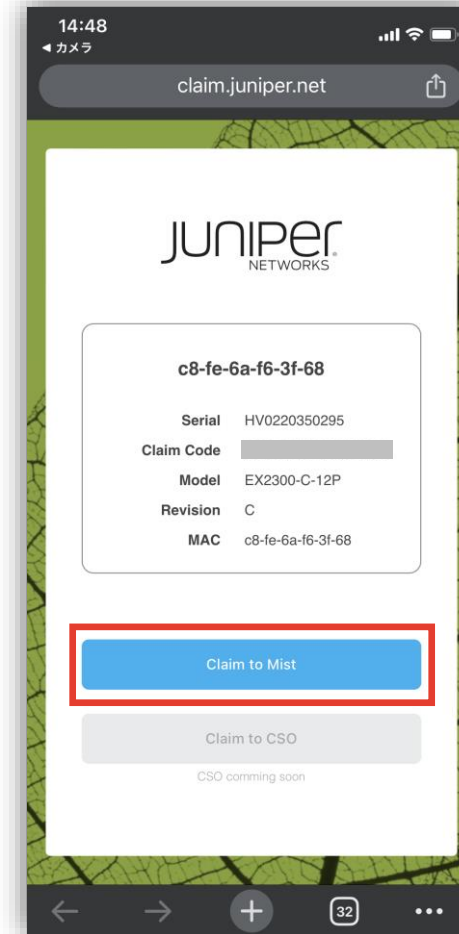 14:48
◀ カメラ
claim.juniper.net
JUNIPER
NETWORKS
c8-fe-6a-f6-3f-68
Serial HV0220350295
Claim Code
Model EX2300-C-12P
Revision C
MAC c8-fe-6a-f6-3f-68
Claim to Mist
Claim to CSO
CSO comming soon
32